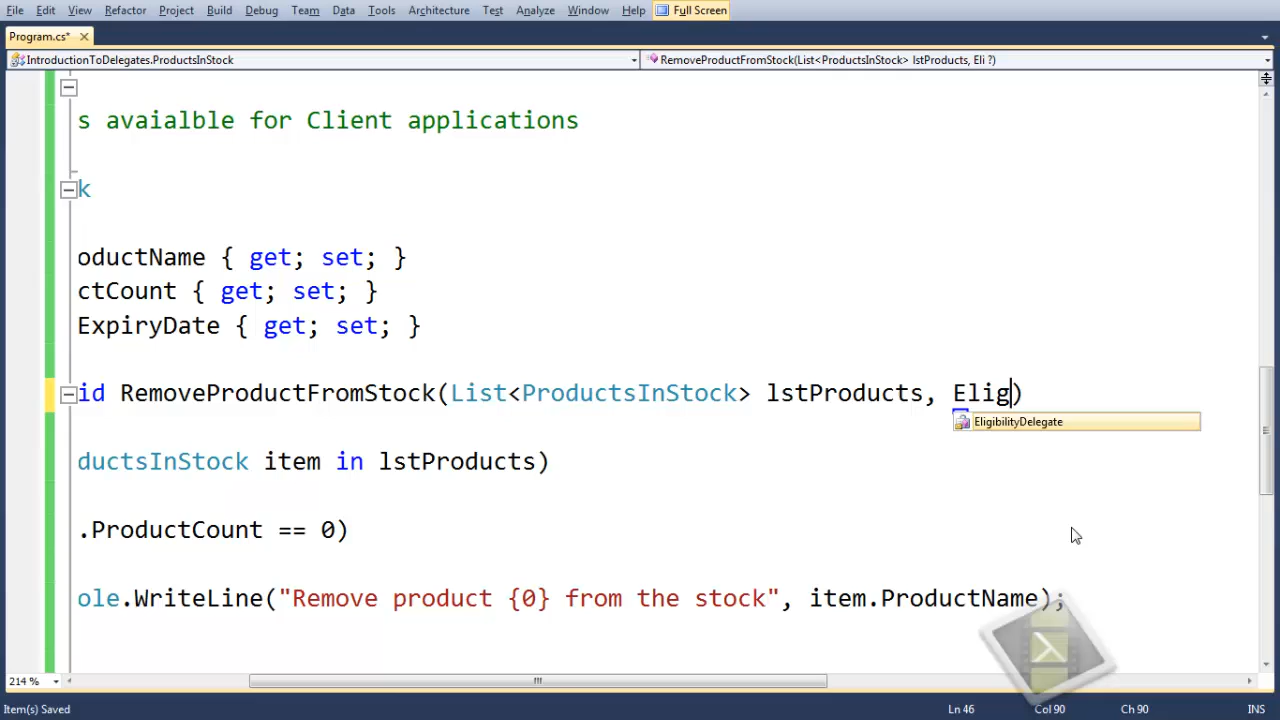 File Edit View Refactor Project Build Debug Team Data Tools Architecture Test Analyze Window Help Full Screen
Program.cs*
IntroductionToDelegates.ProductsInStock RemoveProductFromStock(List<ProductsInStock> lstProducts, Eli ?)
s avaialble for Client applications
k
oductName { get; set; }
ctCount { get; set; }
ExpiryDate { get; set; }
id RemoveProductFromStock(List<ProductsInStock> lstProducts, Elig)
EligibilityDelegate
ductsInStock item in lstProducts)
.ProductCount == 0)
ole.WriteLine("Remove product {0} from the stock", item.ProductName);
214 %
Item(s) Saved Ln 46 Col 90 Ch 90 INS